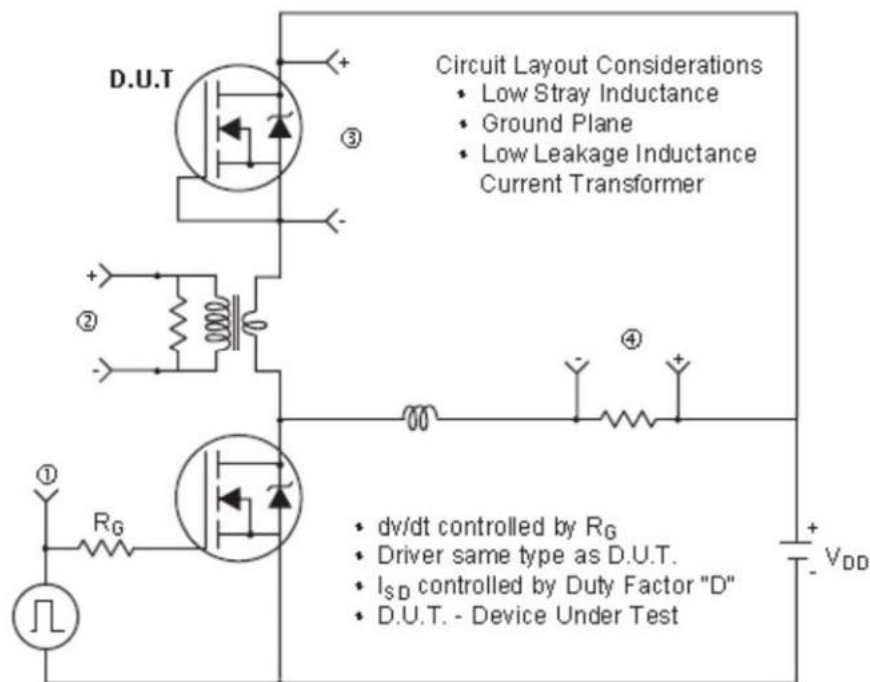 D.U.T
+
Circuit Layout Considerations
• Low Stray Inductance
• Ground Plane
• Low Leakage Inductance
Current Transformer
③
-
+
②
-
④
- +
①
RG
• dv/dt controlled by RG
• Driver same type as D.U.T.
• ISD controlled by Duty Factor "D"
• D.U.T. - Device Under Test
+
VDD
-